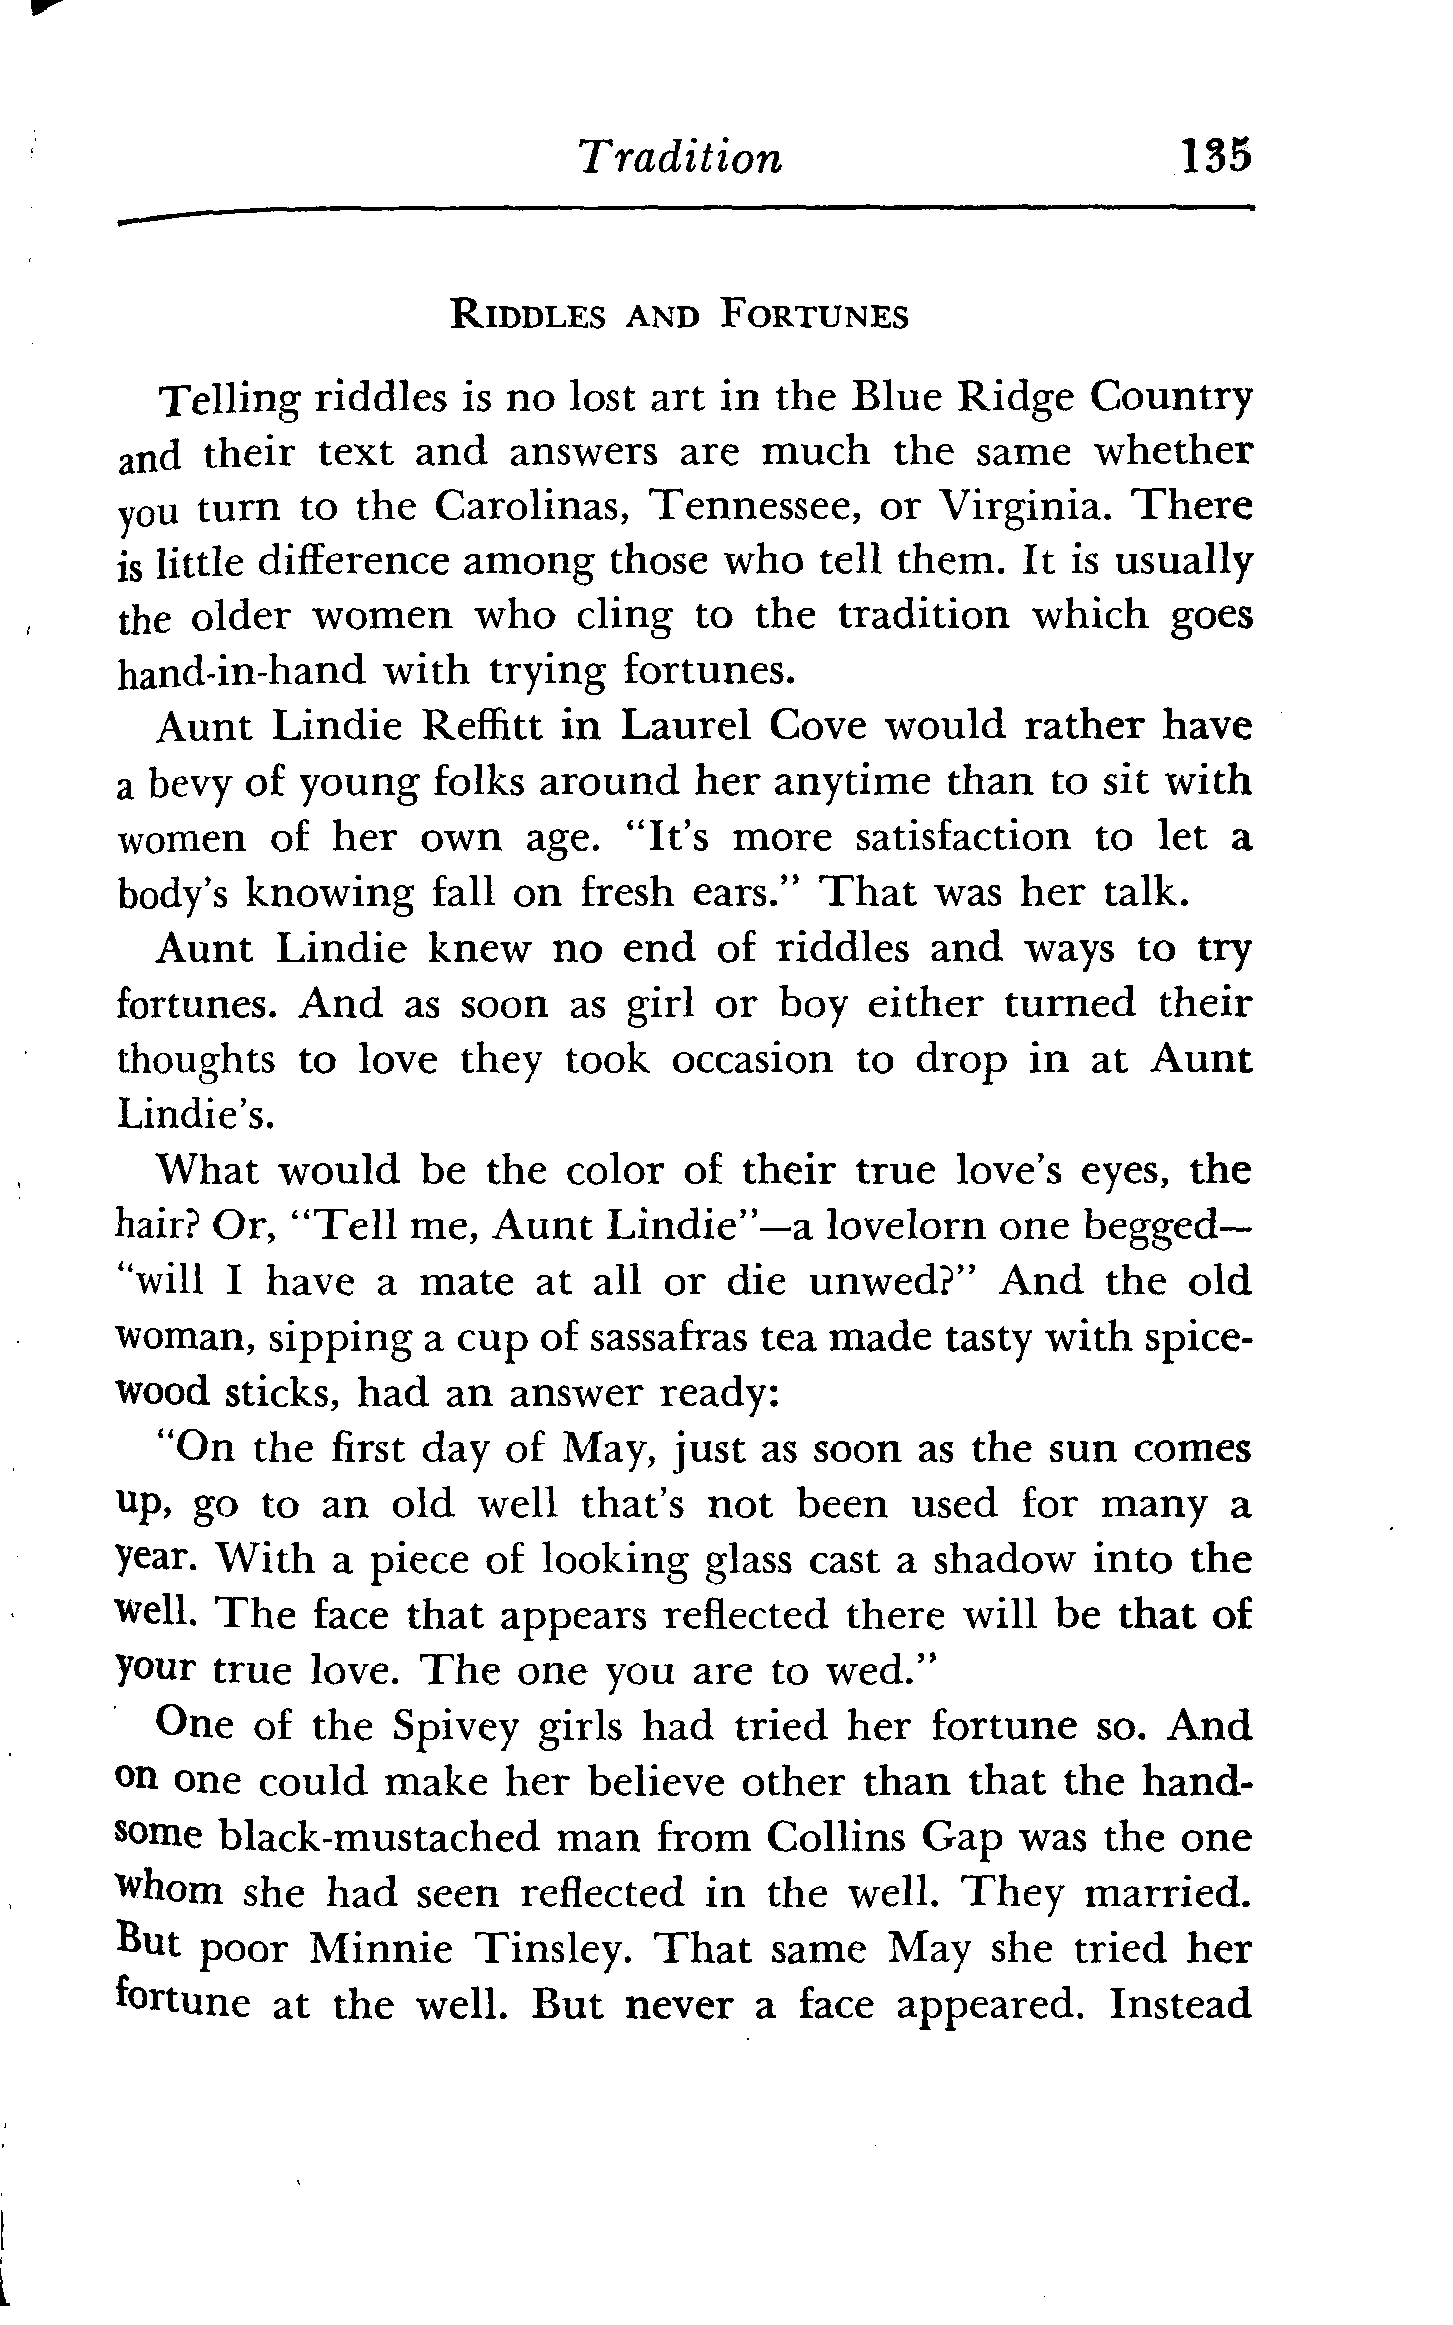 Tradition 135
RIDDLES AND FORTUNES
Telling riddles is no lost art in the Blue Ridge Country
and their text and answers are much the same whether
you turn to the Carolinas, Tennessee, or Virginia. There
is little difference among those who tell them. It is usually
the older women who cling to the tradition which goes
hand-in-hand with trying fortunes.
Aunt Lindie Reffitt in Laurel Cove would rather have
a bevy of young folks around her anytime than to sit with
women of her own age. "It's more satisfaction to let a
body's knowing fall on fresh ears." That was her talk.
Aunt Lindie knew no end of riddles and ways to try
fortunes. And as soon as girl or boy either turned their
thoughts to love they took occasion to drop in at Aunt
Lindie's.
What would be the color of their true love's eyes, the
hair? Or, "Tell me, Aunt Lindie"—a lovelorn one begged—
"will I have a mate at all or die unwed?" And the old
woman, sipping a cup of sassafras tea made tasty with spice-
wood sticks, had an answer ready:
"On the first day of May, just as soon as the sun comes
up, go to an old well that's not been used for many a
year. With a piece of looking glass cast a shadow into the
well. The face that appears reflected there will be that of
your true love. The one you are to wed."
One of the Spivey girls had tried her fortune so. And
on one could make her believe other than that the hand-
some black-mustached man from Collins Gap was the one
whom she had seen reflected in the well. They married.
But poor Minnie Tinsley. That same May she tried her
fortune at the well. But never a face appeared. Instead